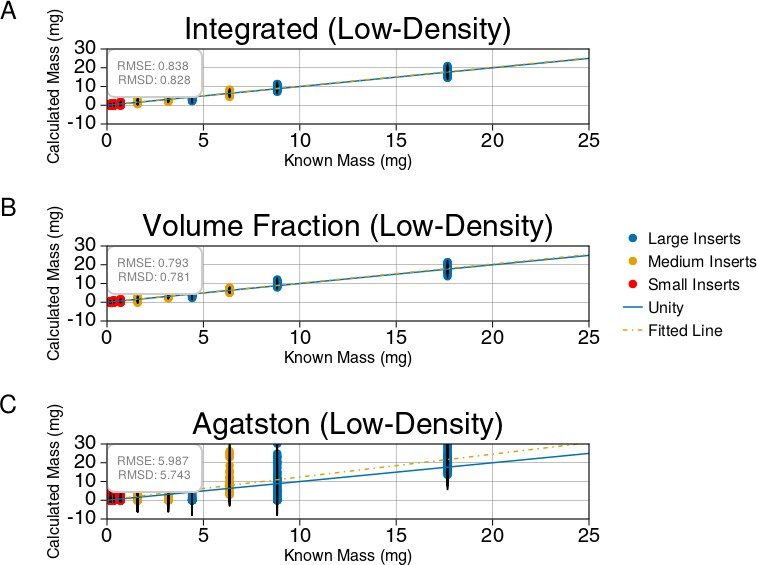 A
Integrated (Low-Density)
Calculated Mass (mg)
30
20
10
0
-10
RMSE: 0.838
RMSD: 0.828
0 5 10 15 20 25
Known Mass (mg)
B
Volume Fraction (Low-Density)
Calculated Mass (mg)
30
20
10
0
-10
RMSE: 0.793
RMSD: 0.781
0 5 10 15 20 25
Known Mass (mg)
Large Inserts
Medium Inserts
Small Inserts
Unity
Fitted Line
C
Agatston (Low-Density)
Calculated Mass (mg)
30
20
10
0
-10
RMSE: 5.987
RMSD: 5.743
0 5 10 15 20 25
Known Mass (mg)